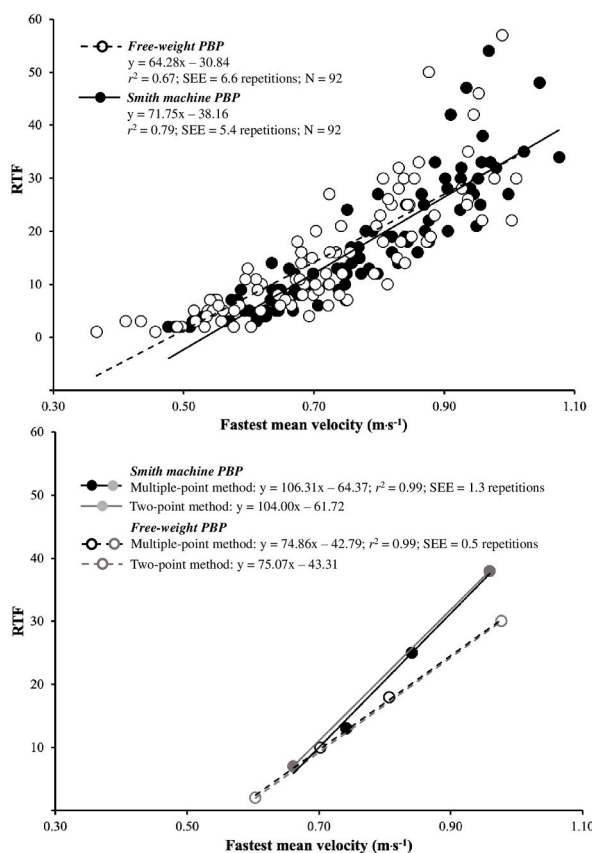 60
50
40
30
20
10
0
RTF
Free-weight PBP
y = 64.28x – 30.84
r² = 0.67; SEE = 6.6 repetitions; N = 92
Smith machine PBP
y = 71.75x – 38.16
r² = 0.79; SEE = 5.4 repetitions; N = 92
0.30 0.50 0.70 0.90 1.10
Fastest mean velocity (m·s⁻¹)
60
50
40
30
20
10
RTF
Smith machine PBP
Multiple-point method: y = 106.31x – 64.37; r² = 0.99; SEE = 1.3 repetitions
Two-point method: y = 104.00x – 61.72
Free-weight PBP
Multiple-point method: y = 74.86x – 42.79; r² = 0.99; SEE = 0.5 repetitions
Two-point method: y = 75.07x – 43.31
0.30 0.50 0.70 0.90 1.10
Fastest mean velocity (m·s⁻¹)